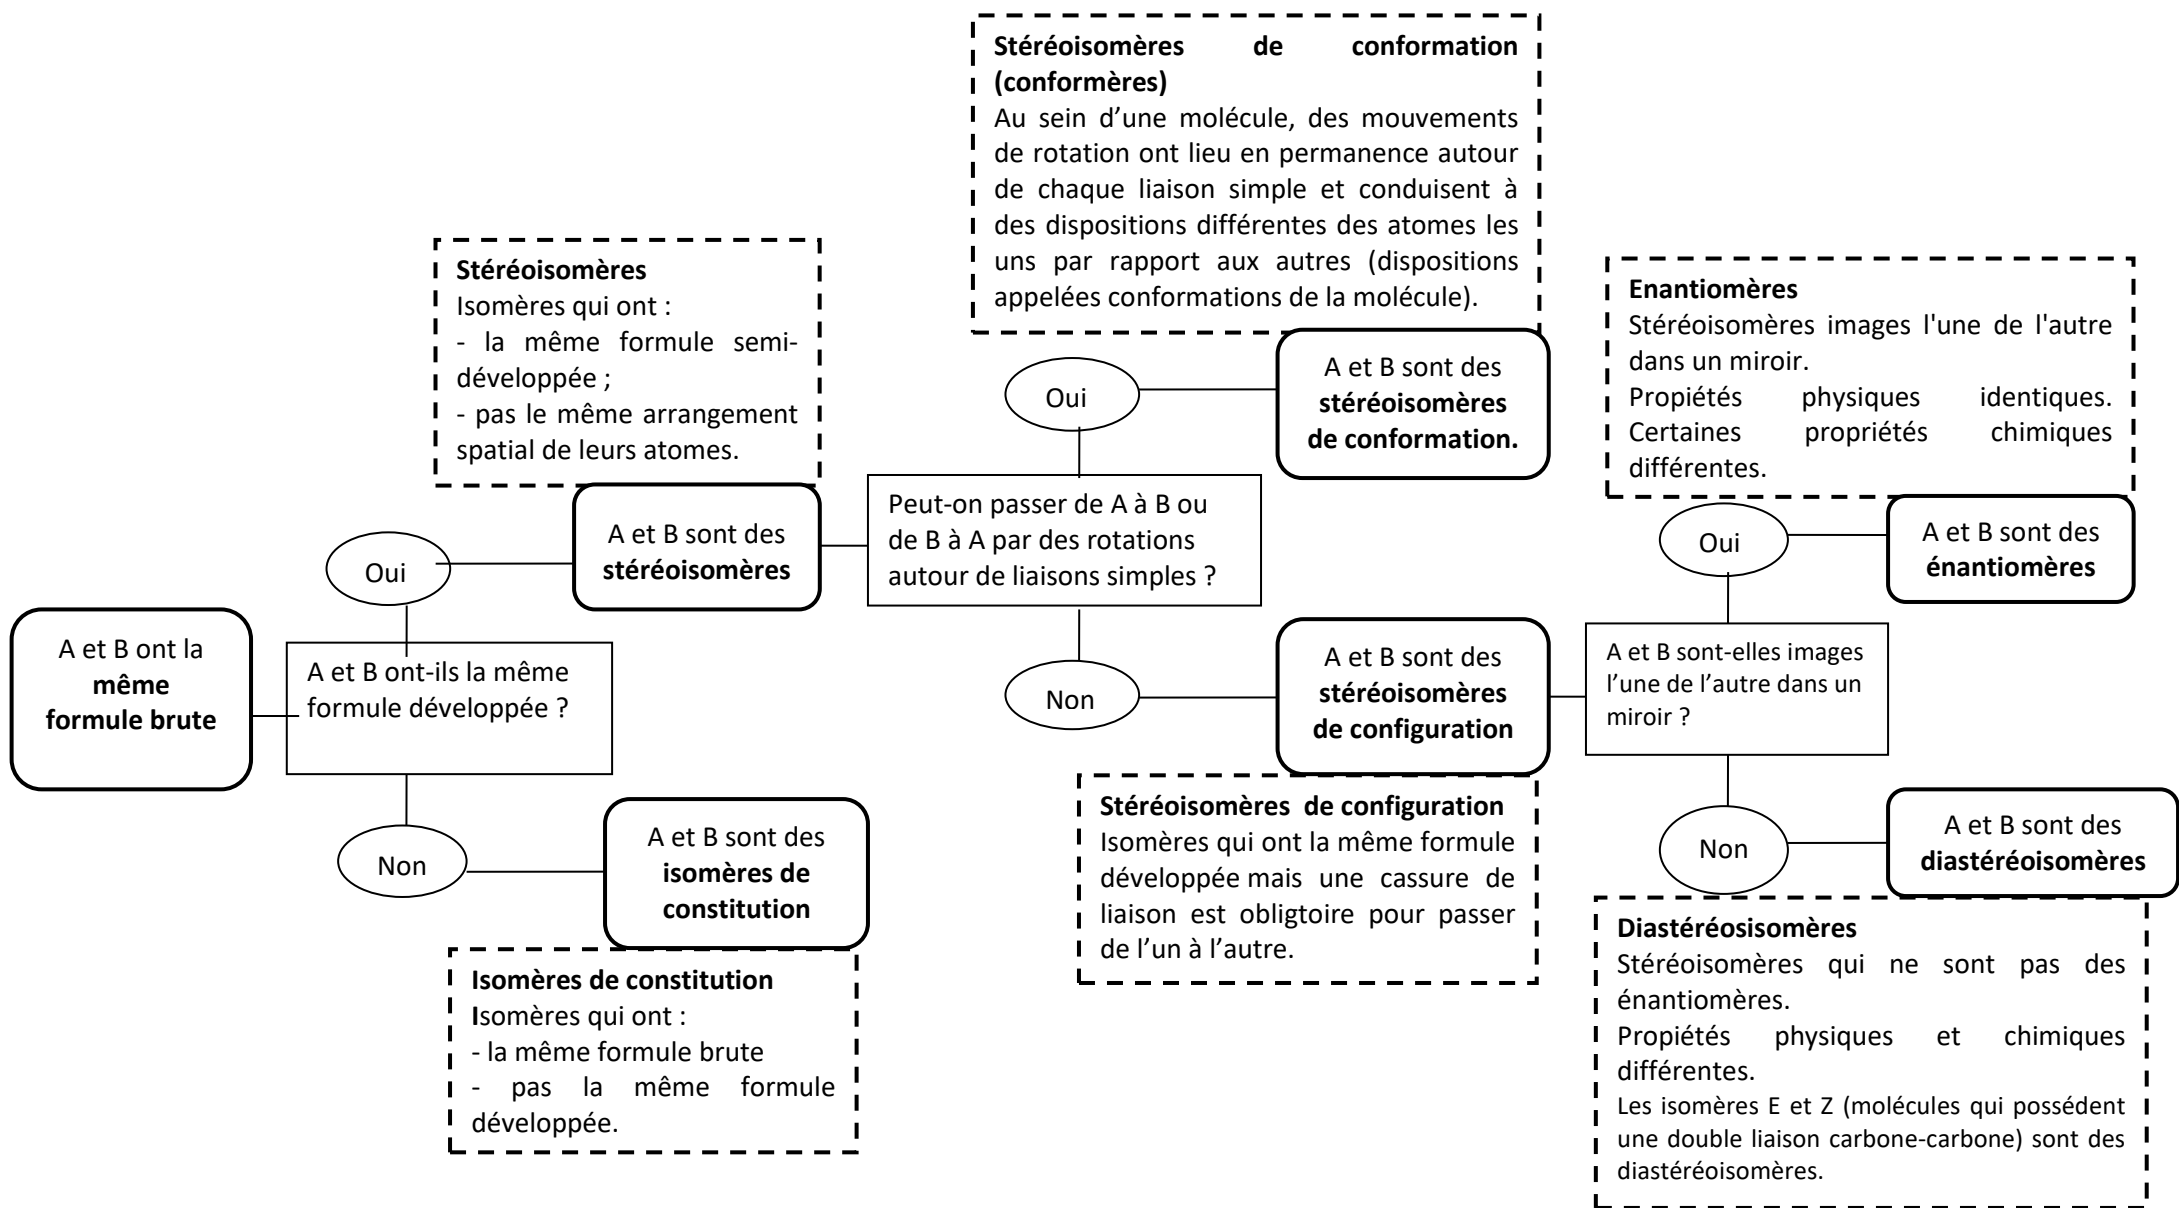 A et B ont la
même
formule brute
A et B ont-ils la même
formule développée ?
Oui
Stéréoisomères
Isomères qui ont :
- la même formule semi-
développée ;
- pas le même arrangement
spatial de leurs atomes.
A et B sont des
stéréoisomères
Non
A et B sont des
isomères de
constitution
Isomères de constitution
Isomères qui ont :
- la même formule brute
- pas la même formule
développée.
Peut-on passer de A à B ou
de B à A par des rotations
autour de liaisons simples ?
Oui
Stéréoisomères de conformation
(conformères)
Au sein d’une molécule, des mouvements
de rotation ont lieu en permanence autour
de chaque liaison simple et conduisent à
des dispositions différentes des atomes les
uns par rapport aux autres (dispositions
appelées conformations de la molécule).
A et B sont des
stéréoisomères
de conformation.
Non
A et B sont des
stéréoisomères
de configuration
Stéréoisomères de configuration
Isomères qui ont la même formule
développée mais une cassure de
liaison est obligtoire pour passer
de l’un à l’autre.
A et B sont-elles images
l’une de l’autre dans un
miroir ?
Oui
Enantiomères
Stéréoisomères images l'une de l'autre
dans un miroir.
Propiétés physiques identiques.
Certaines propriétés chimiques
différentes.
A et B sont des
énantiomères
Non
A et B sont des
diastéréoisomères
Diastéréosisomères
Stéréoisomères qui ne sont pas des
énantiomères.
Propiétés physiques et chimiques
différentes.
Les isomères E et Z (molécules qui possédent
une double liaison carbone-carbone) sont des
diastéréoisomères.